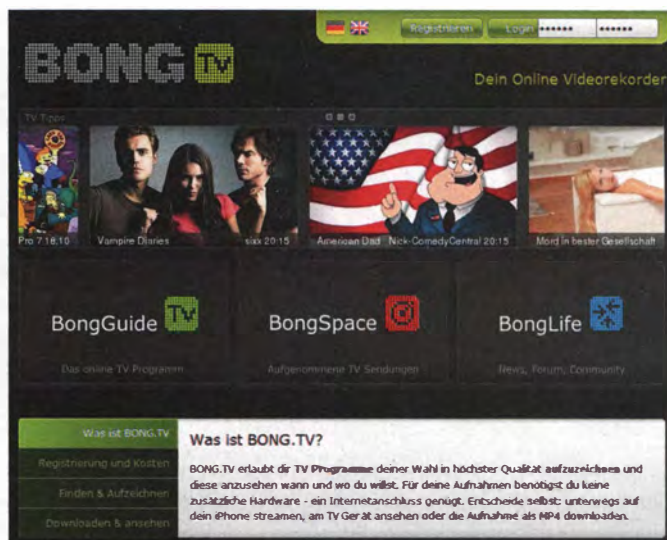 Registrieren Login ****** ******
BONG TV
Dein Online Videorekorder
TV Tipps
Pro 7 18:10 Vampire Diaries sixx 20:15 American Dad Nick-ComedyCentral 20:15 Mord in bester Gesellschaft
BongGuide TV BongSpace BongLife
Das online TV Programm Aufgenommene TV Sendungen News, Forum, Community
Was ist BONG.TV
Registrierung und Kosten
Finden & Aufzeichnen
Downloaden & ansehen
Was ist BONG.TV?
BONG.TV erlaubt dir TV Programme deiner Wahl in höchster Qualität aufzuzeichnen und
diese anzusehen wann und wo du willst. Für deine Aufnahmen benötigst du keine
zusätzliche Hardware - ein Internetanschluss genügt. Entscheide selbst: unterwegs auf
dein iPhone streamen, am TV Gerät ansehen oder die Aufnahme als MP4 downloaden.